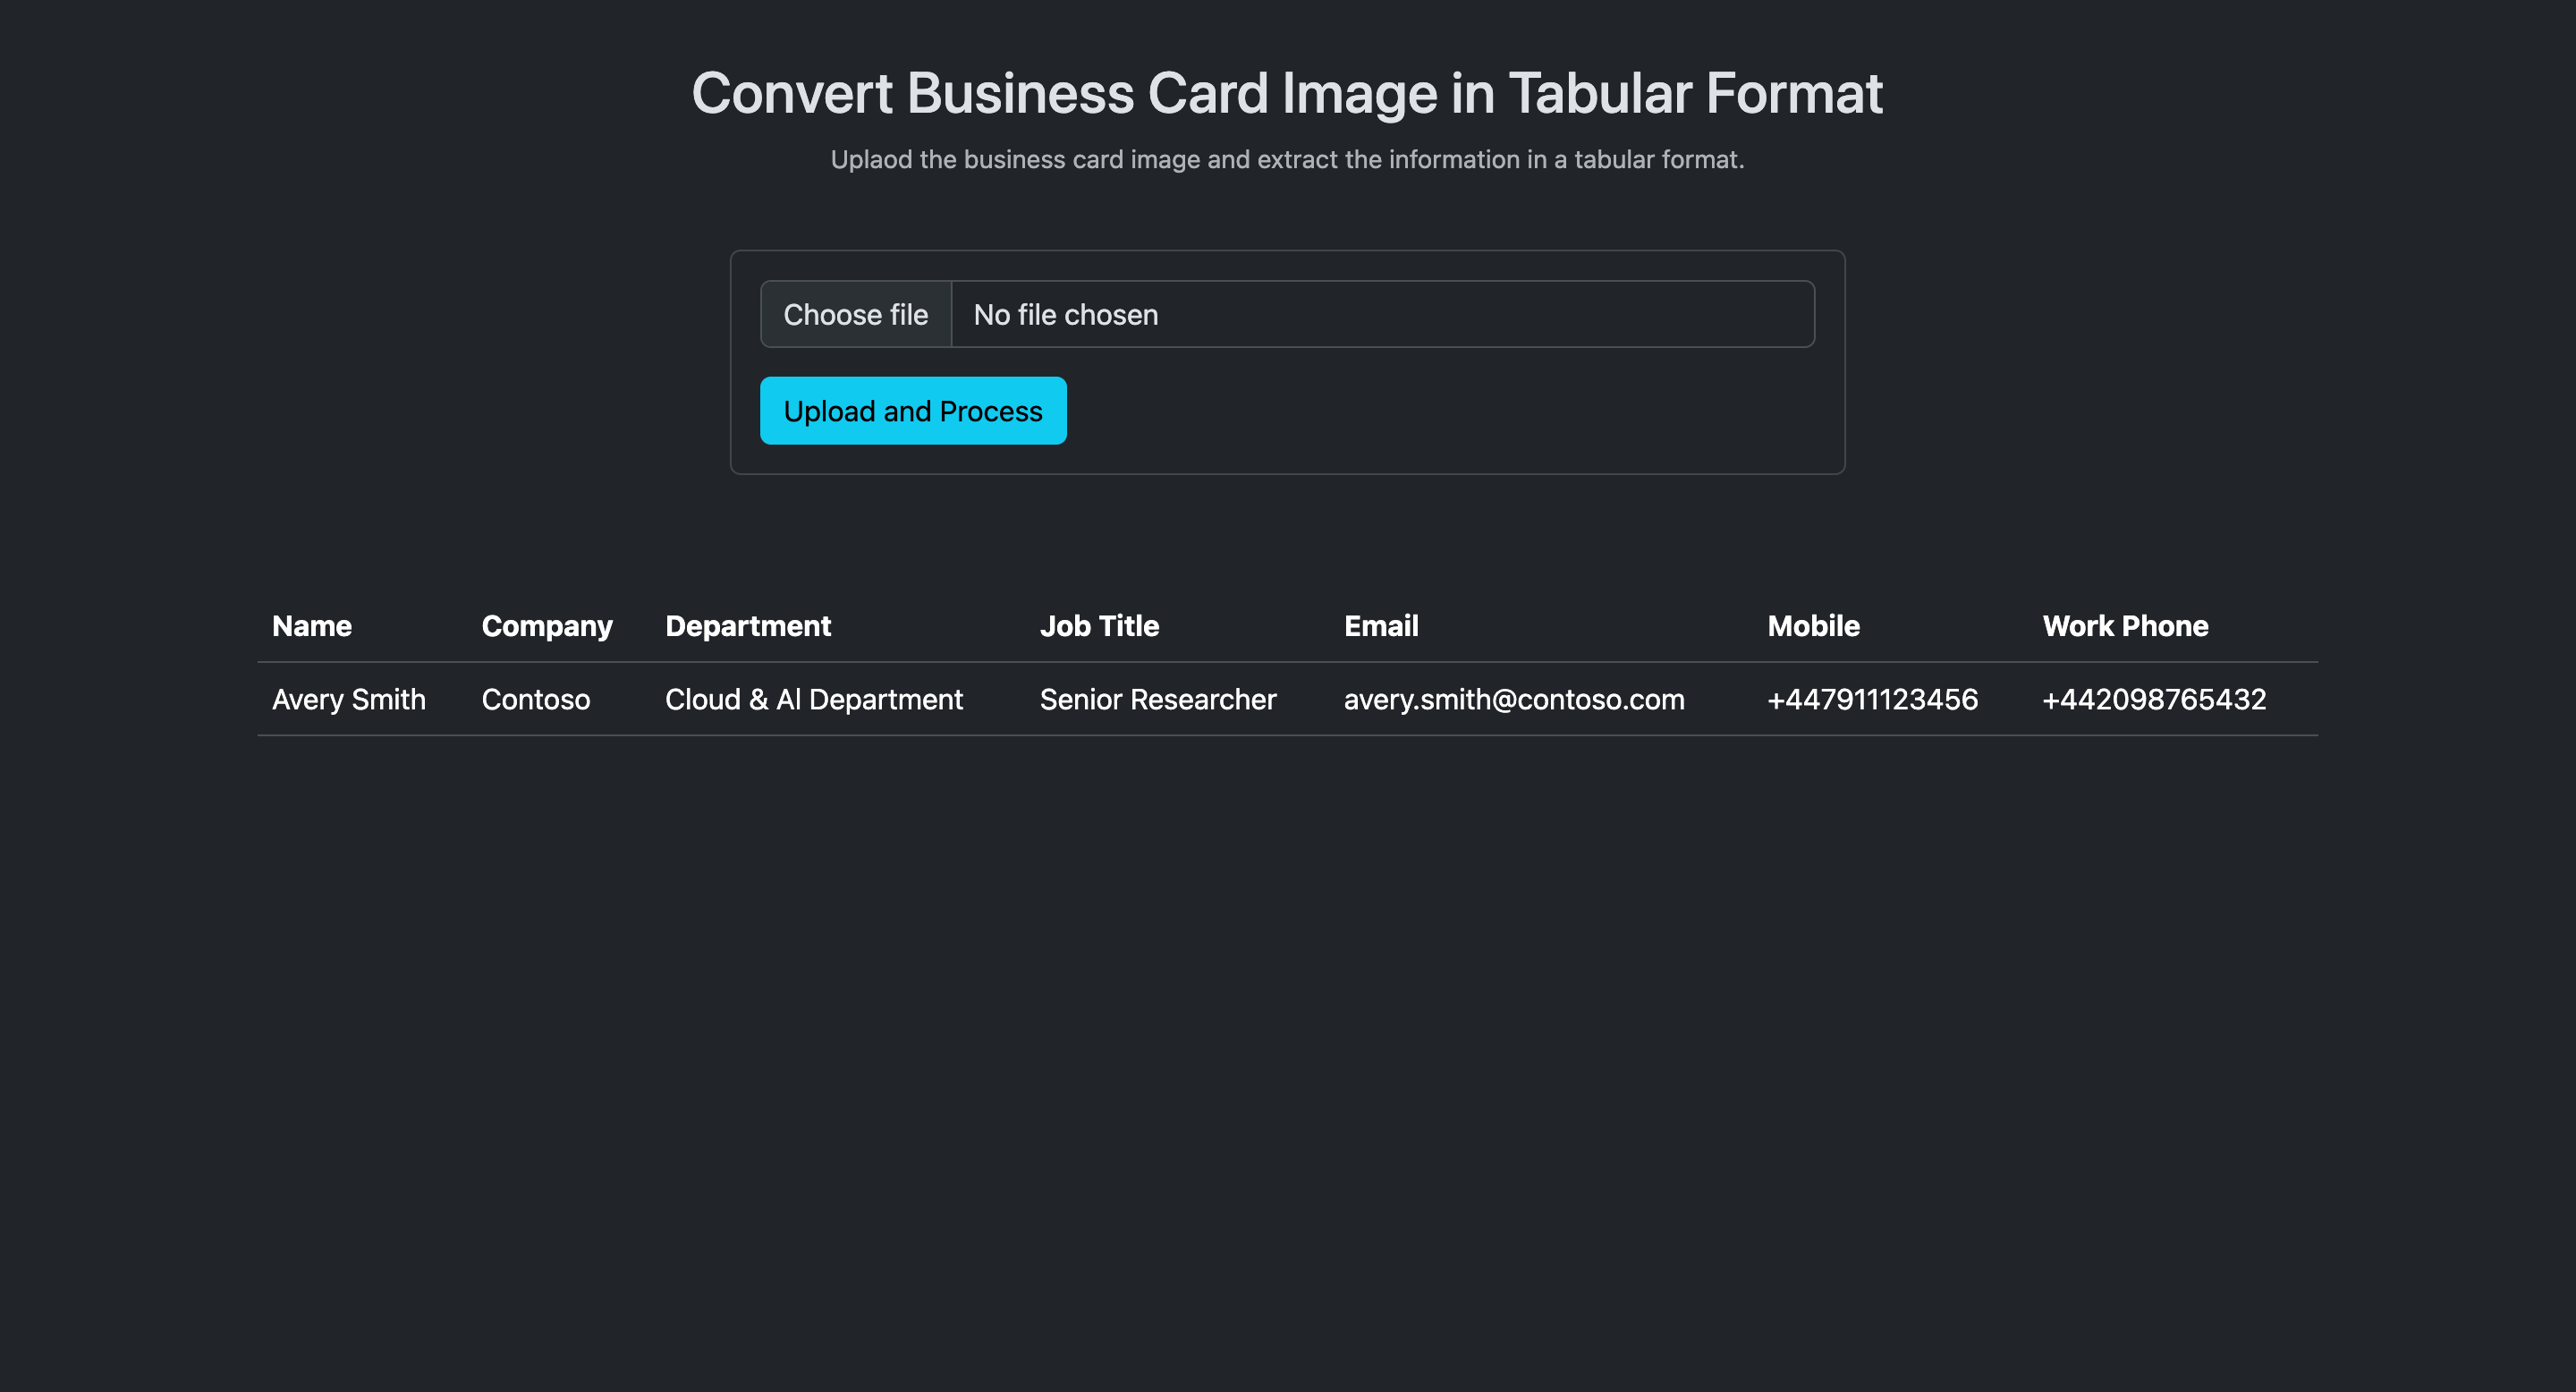 Convert Business Card Image in Tabular Format
Uplaod the business card image and extract the information in a tabular format.
Choose file No file chosen
Upload and Process
Name Company Department Job Title Email Mobile Work Phone
Avery Smith Contoso Cloud & Al Department Senior Researcher avery.smith@contoso.com +447911123456 +442098765432